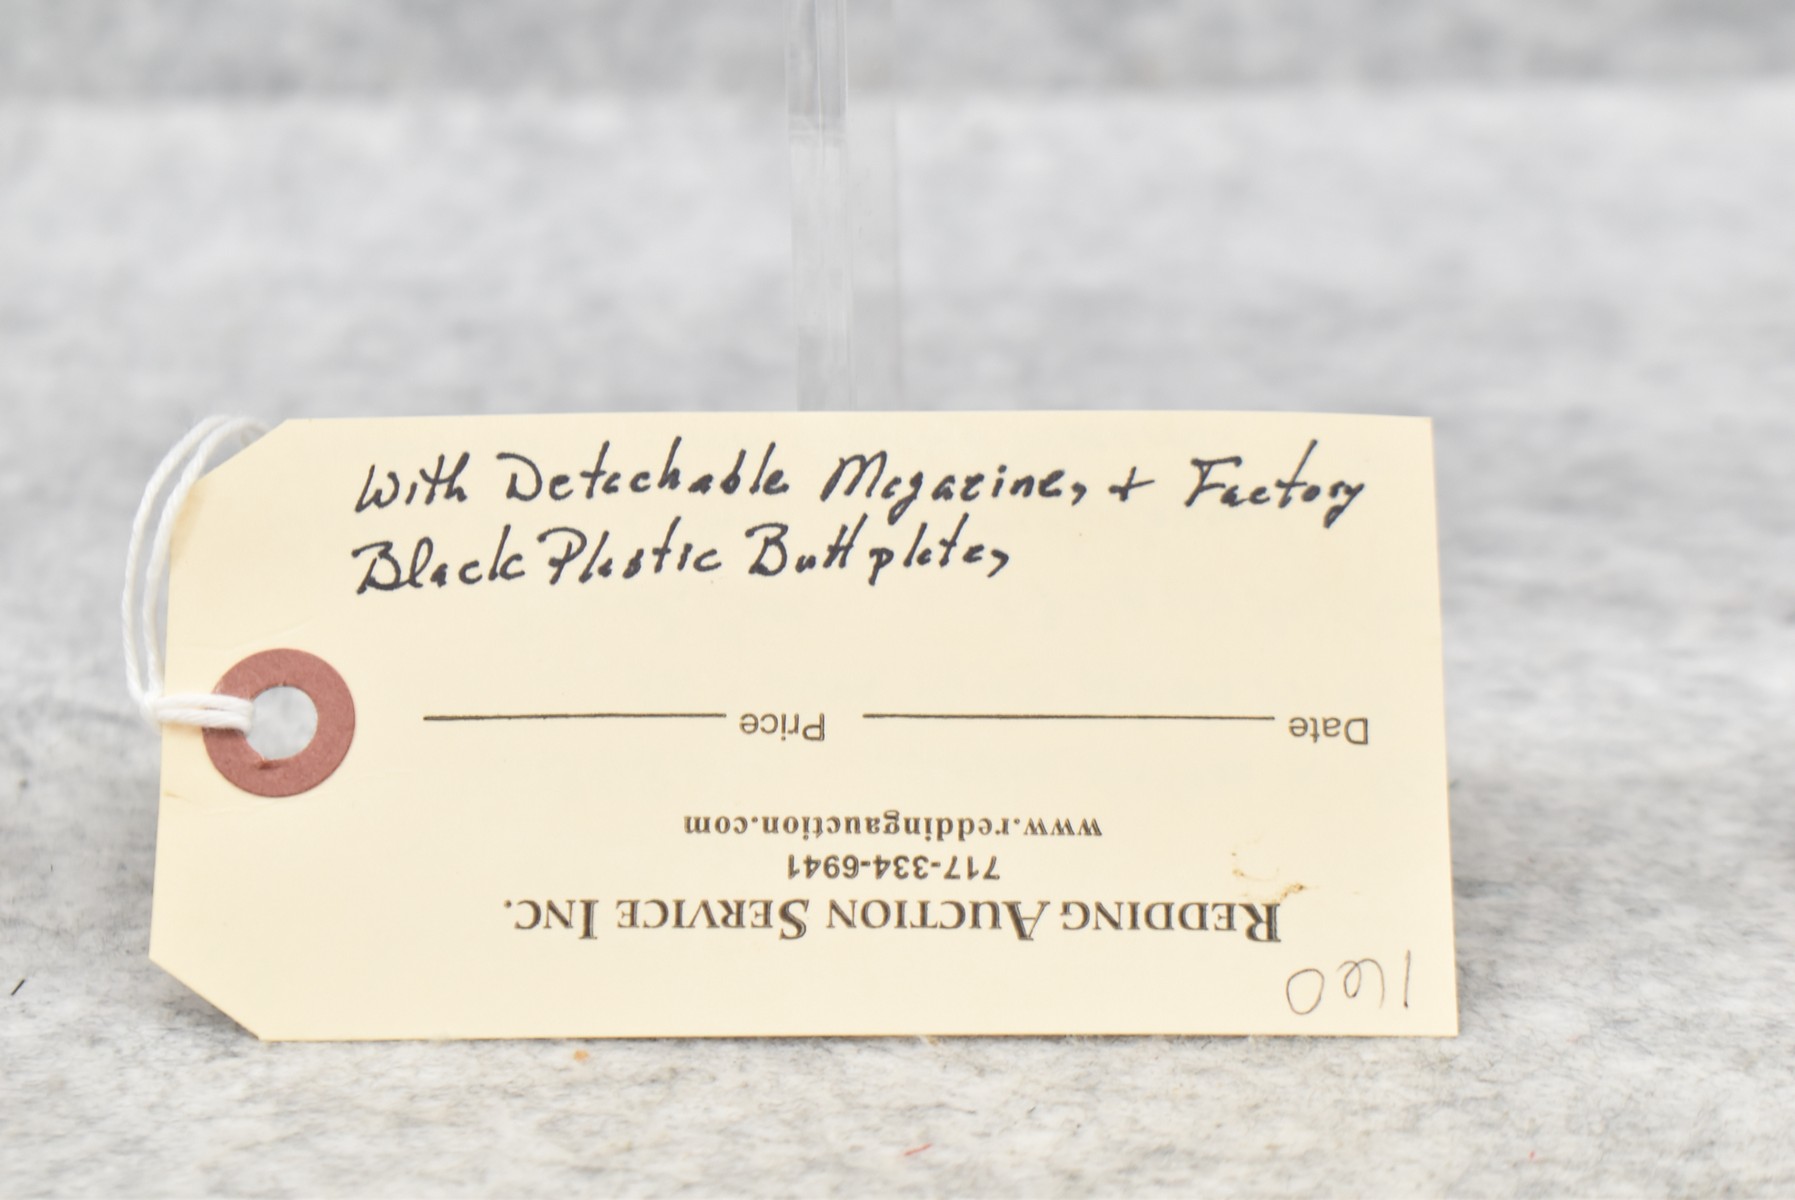 With Detachable Magazine, + Factory
Black Plastic Buttplate,
Date Price
www.reddingauction.com
717-334-6941
REDDING AUCTION SERVICE INC.
160